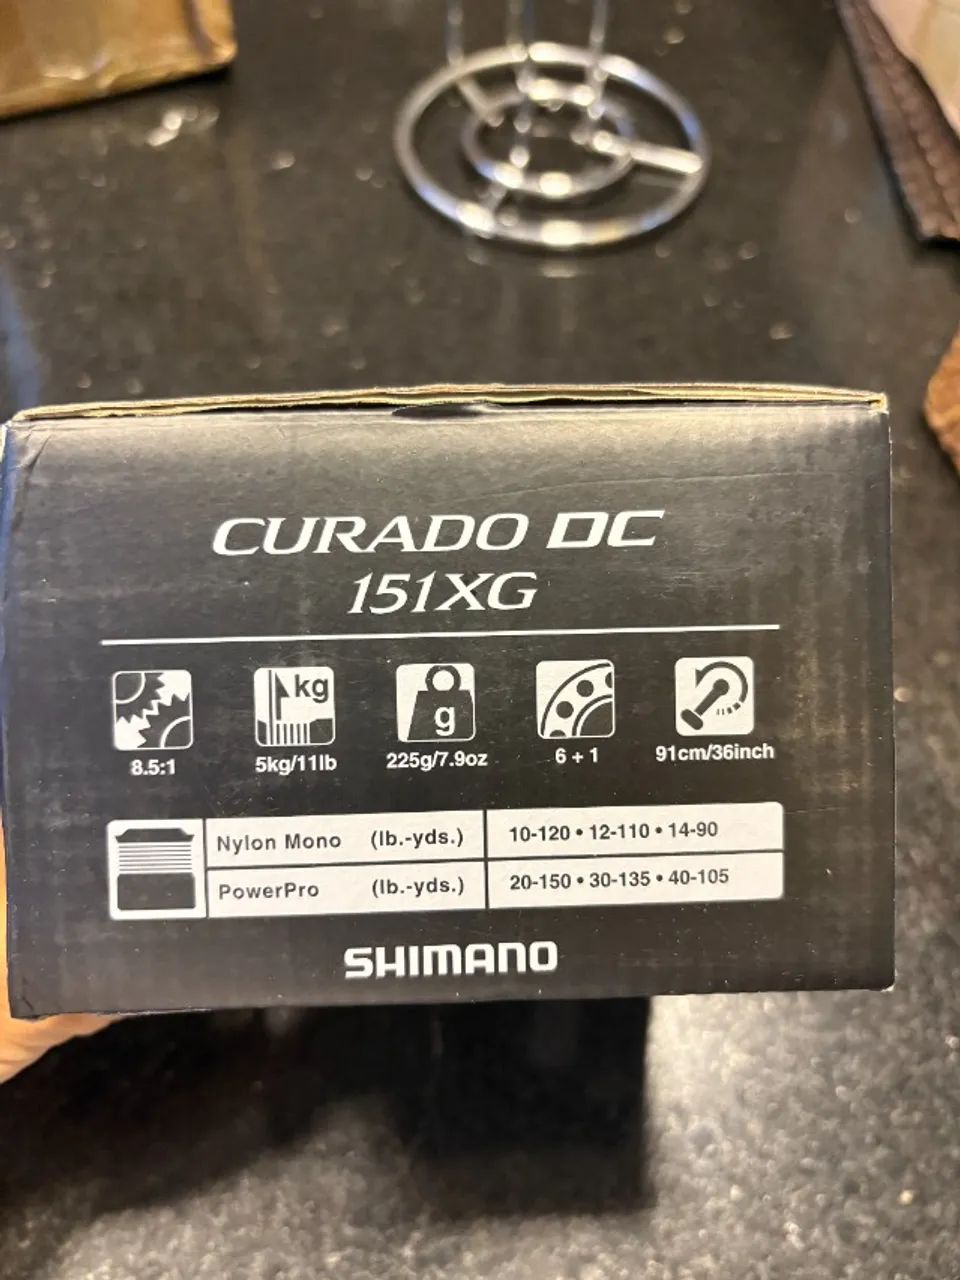 CURADO DC
151XG
kg
g
8.5:1
5kg/11lb
225g/7.9oz
6 + 1
91cm/36inch
Nylon Mono (lb.-yds.) 10-120 • 12-110 • 14-90
PowerPro (lb.-yds.) 20-150 • 30-135 • 40-105
SHIMANO